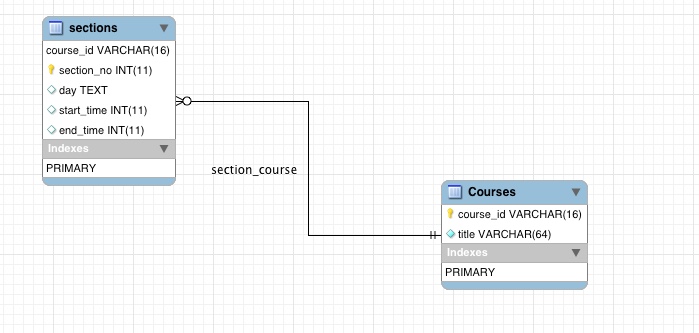 sections
course_id VARCHAR(16)
section_no INT(11)
day TEXT
start_time INT(11)
end_time INT(11)
Indexes
PRIMARY
section_course
Courses
course_id VARCHAR(16)
title VARCHAR(64)
Indexes
PRIMARY